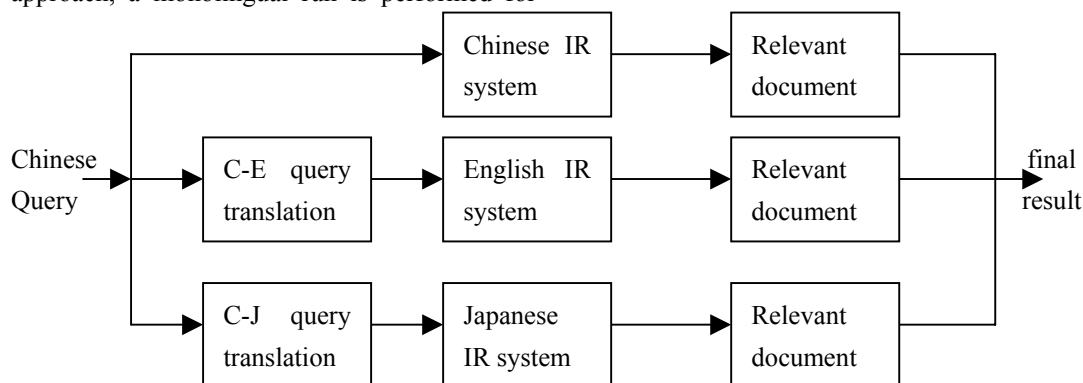 approach, a monolingual run is performed for
Chinese IR
system
Relevant
document
Chinese
Query
C-E query
translation
English IR
system
Relevant
document
final
result
C-J query
translation
Japanese
IR system
Relevant
document